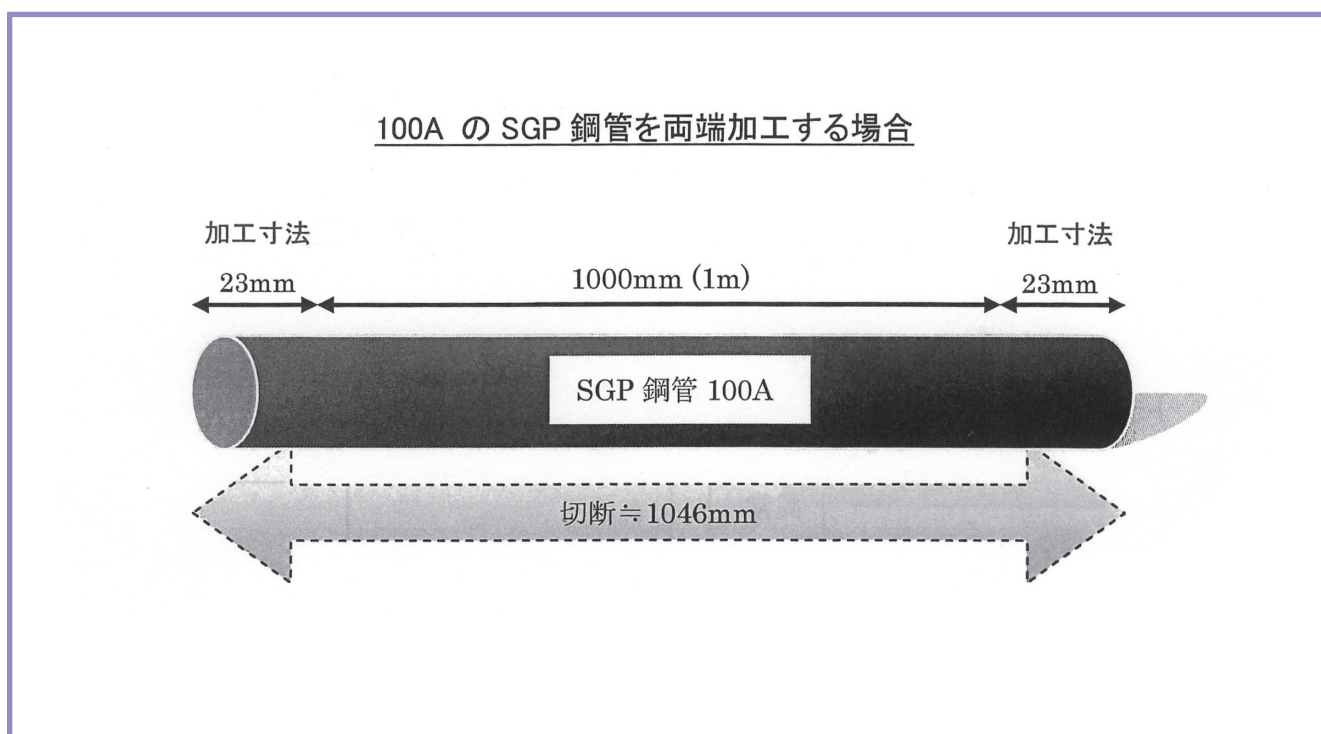 100A の SGP 鋼管を両端加工する場合
加工寸法
加工寸法
23mm
1000mm (1m)
23mm
SGP 鋼管 100A
切断≒1046mm